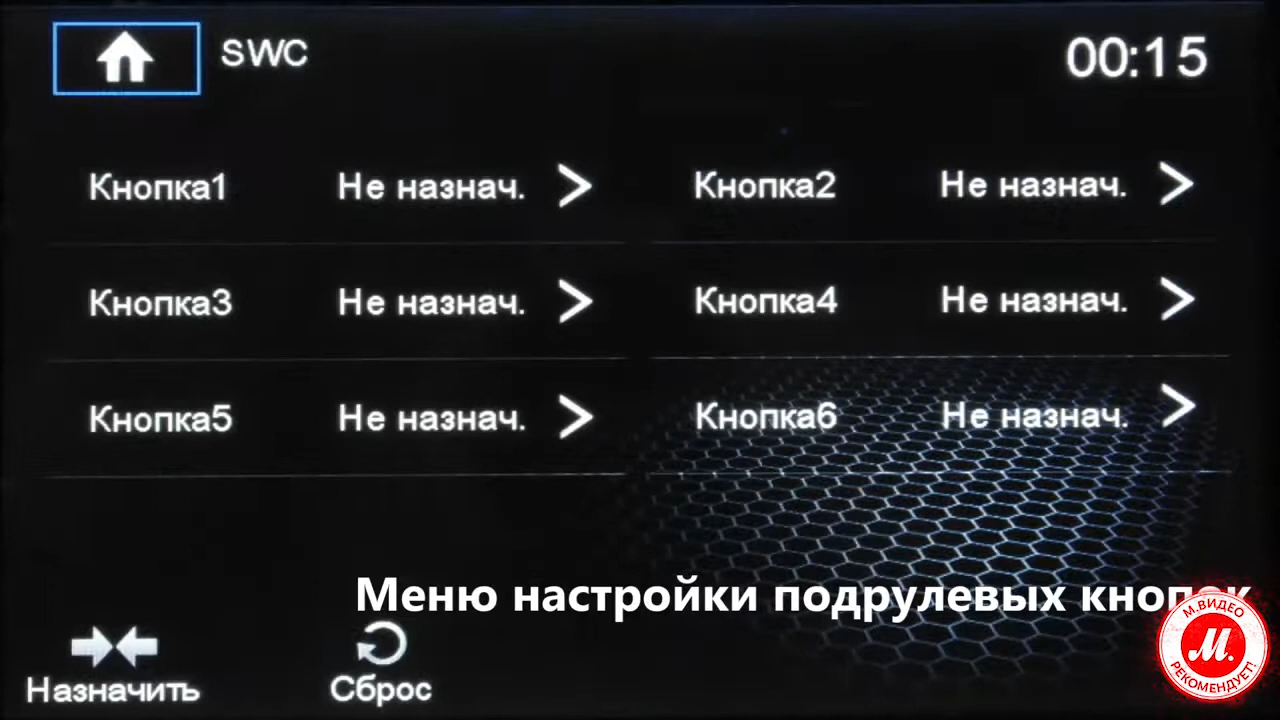 SWC
00:15
Кнопка1 Не назнач. Кнопка2 Не назнач.
Кнопка3 Не назнач. Кнопка4 Не назнач.
Кнопка5 Не назнач. Кнопка6 Не назнач.
Меню настройки подрулевых кнопок
Назначить Сброс
М.ВИДЕО
М.
РЕКОМЕНДУЕТ!